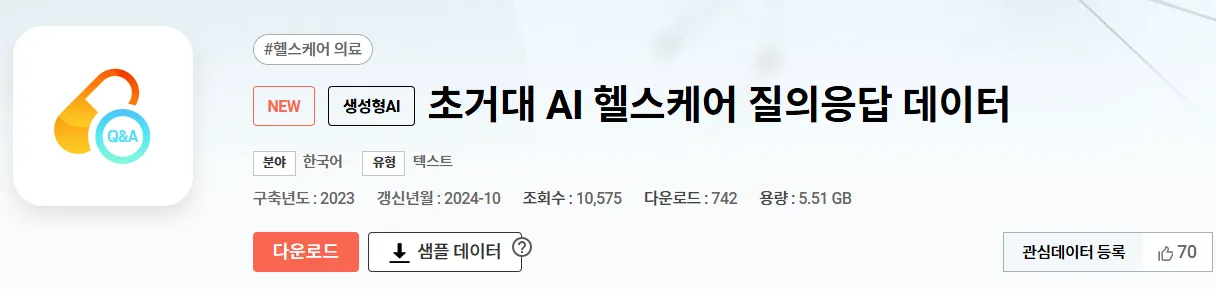 #헬스케어 의료
NEW 생성형AI 초거대 AI 헬스케어 질의응답 데이터
Q&A
분야 한국어 유형 텍스트
구축년도 : 2023 갱신년월 : 2024-10 조회수 : 10,575 다운로드 : 742 용량 : 5.51 GB
다운로드 샘플 데이터 ? 관심데이터 등록 70